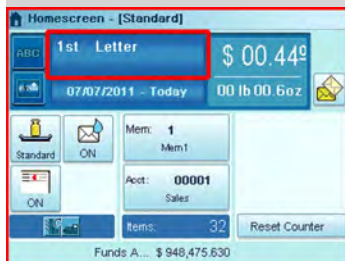 Homescreen - [Standard]
ABC
1st Letter
$ 00.44⁹
07/07/2011 - Today
00 lb 00.6oz
Standard
ON
Mem: 1
Mem1
ON
Acct: 00001
Sales
Items: 32
Reset Counter
Funds A... $ 948,475.630